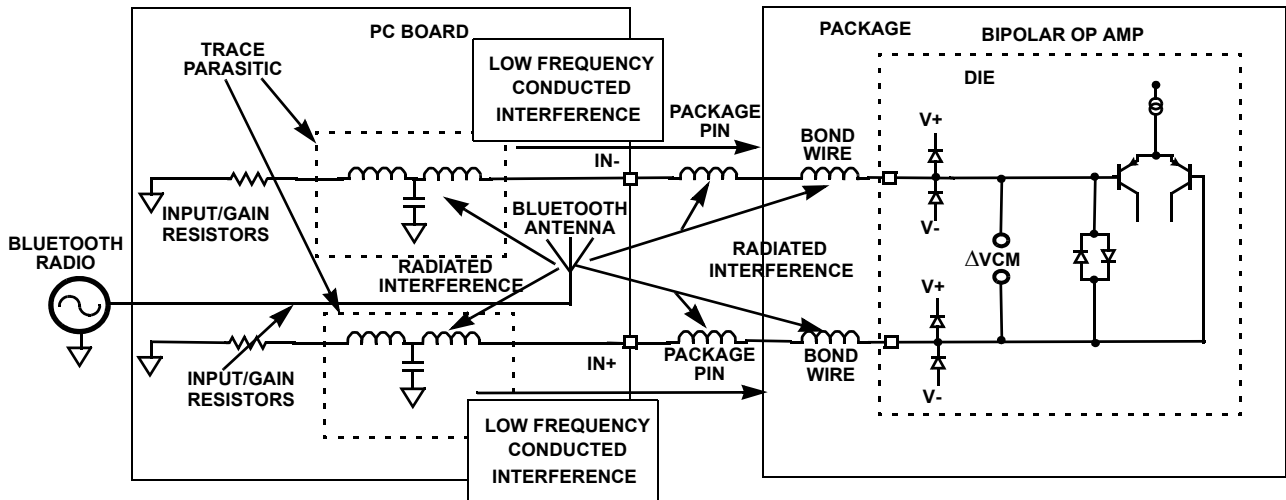 PC BOARD
PACKAGE
BIPOLAR OP AMP
TRACE
PARASITIC
LOW FREQUENCY
CONDUCTED
INTERFERENCE
DIE
PACKAGE
PIN
BOND
WIRE
V+
IN-
V-
INPUT/GAIN
RESISTORS
BLUETOOTH
ANTENNA
BLUETOOTH
RADIO
RADIATED
INTERFERENCE
RADIATED
INTERFERENCE
ΔVCM
V+
IN+
PACKAGE
PIN
BOND
WIRE
V-
INPUT/GAIN
RESISTORS
LOW FREQUENCY
CONDUCTED
INTERFERENCE